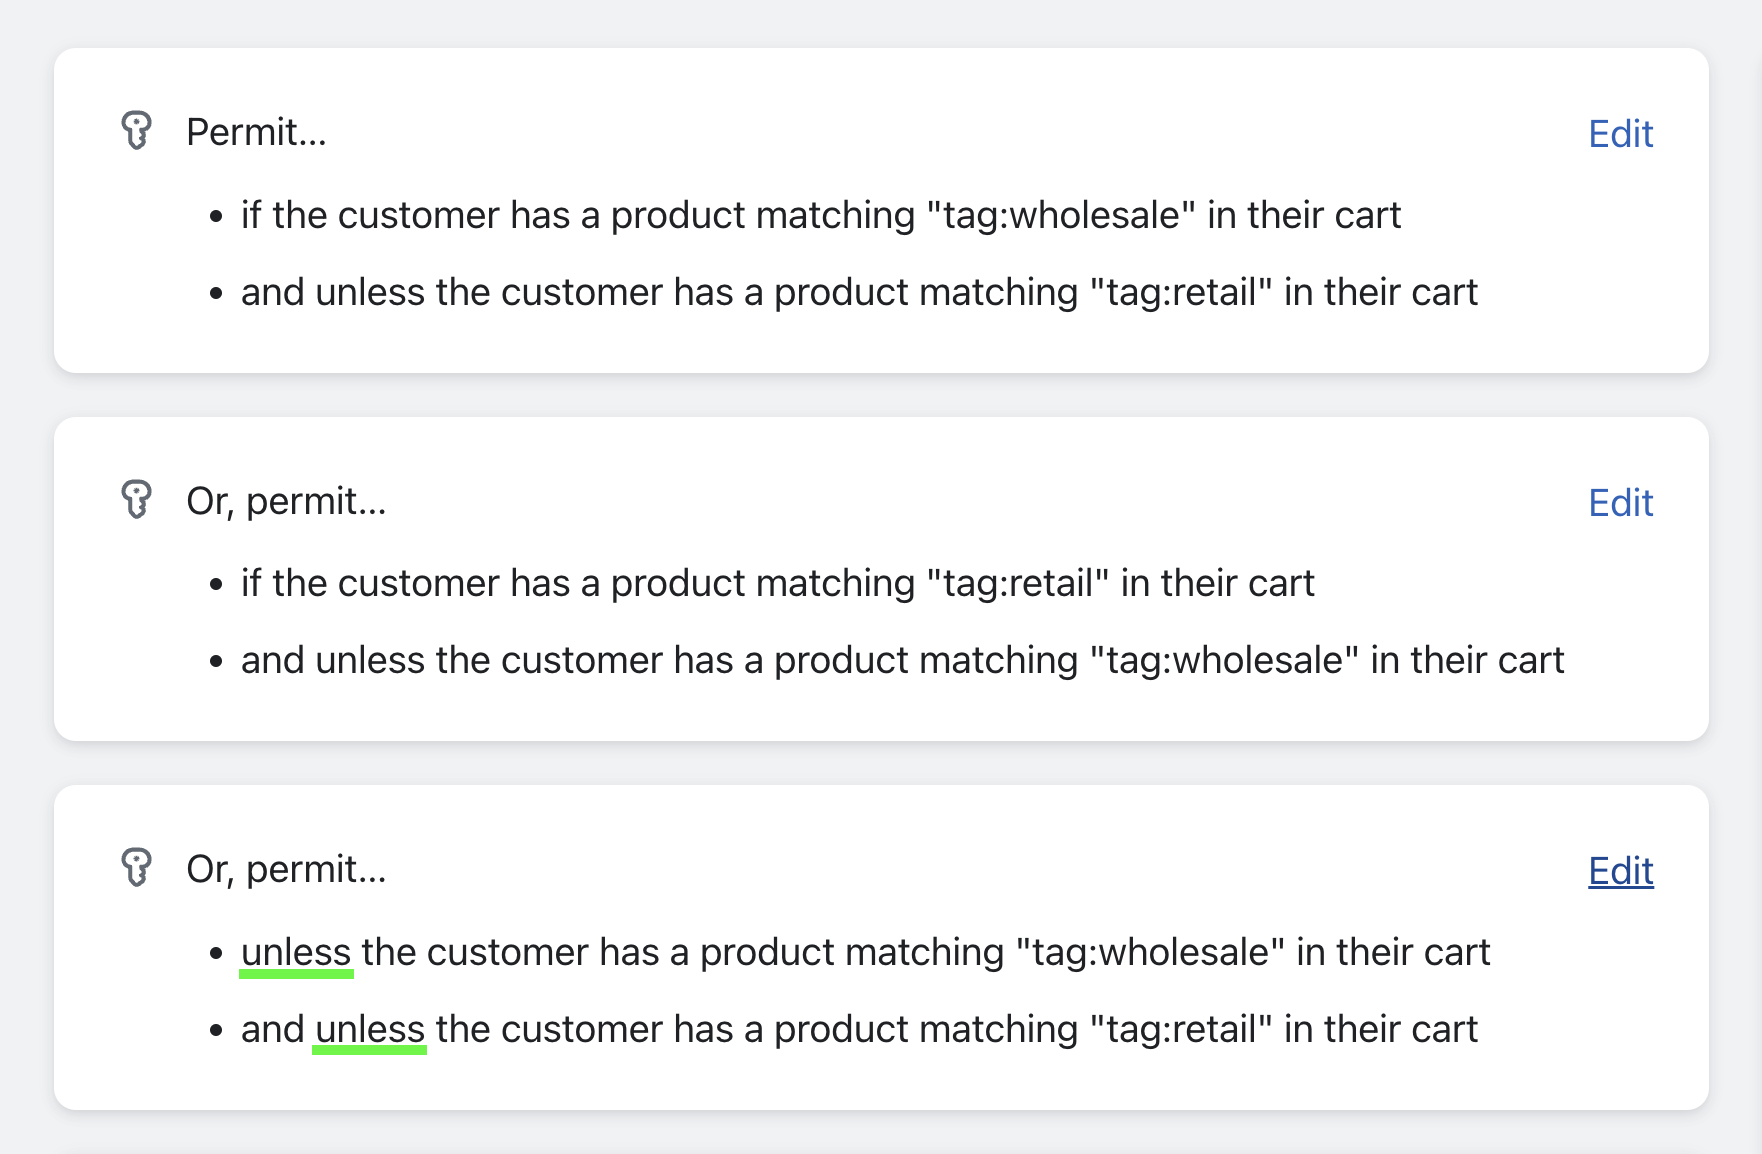 Permit...
Edit
• if the customer has a product matching "tag:wholesale" in their cart
• and unless the customer has a product matching "tag:retail" in their cart
Or, permit...
Edit
• if the customer has a product matching "tag:retail" in their cart
• and unless the customer has a product matching "tag:wholesale" in their cart
Or, permit...
Edit
• unless the customer has a product matching "tag:wholesale" in their cart
• and unless the customer has a product matching "tag:retail" in their cart